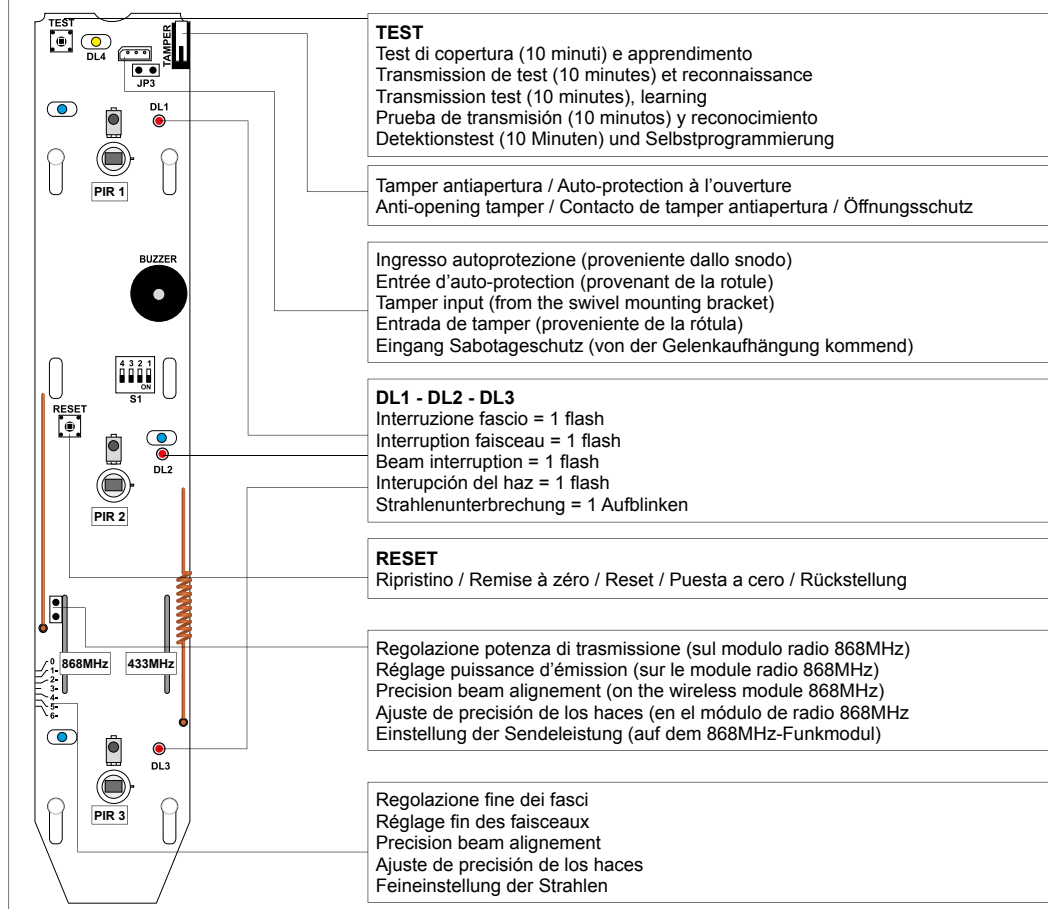 TEST
DL4
TAMPER
JP3
DL1
PIR 1
BUZZER
4 3 2 1
ON
S1
RESET
DL2
PIR 2
868MHz
433MHz
0
1-
2-
3-
4-
5-
6-
DL3
PIR 3
TEST
Test di copertura (10 minuti) e apprendimento
Transmission de test (10 minutes) et reconnaissance
Transmission test (10 minutes), learning
Prueba de transmisión (10 minutos) y reconocimiento
Detektionstest (10 Minuten) und Selbstprogrammierung
Tamper antiapertura / Auto-protection à l’ouverture
Anti-opening tamper / Contacto de tamper antiapertura / Öffnungsschutz
Ingresso autoprotezione (proveniente dallo snodo)
Entrée d’auto-protection (provenant de la rotule)
Tamper input (from the swivel mounting bracket)
Entrada de tamper (proveniente de la rótula)
Eingang Sabotageschutz (von der Gelenkaufhängung kommend)
DL1 - DL2 - DL3
Interruzione fascio = 1 flash
Interruption faisceau = 1 flash
Beam interruption = 1 flash
Interupción del haz = 1 flash
Strahlenunterbrechung = 1 Aufblinken
RESET
Ripristino / Remise à zéro / Reset / Puesta a cero / Rückstellung
Regolazione potenza di trasmissione (sul modulo radio 868MHz)
Réglage puissance d’émission (sur le module radio 868MHz)
Precision beam alignement (on the wireless module 868MHz)
Ajuste de precisión de los haces (en el módulo de radio 868MHz
Einstellung der Sendeleistung (auf dem 868MHz-Funkmodul)
Regolazione fine dei fasci
Réglage fin des faisceaux
Precision beam alignement
Ajuste de precisión de los haces
Feineinstellung der Strahlen